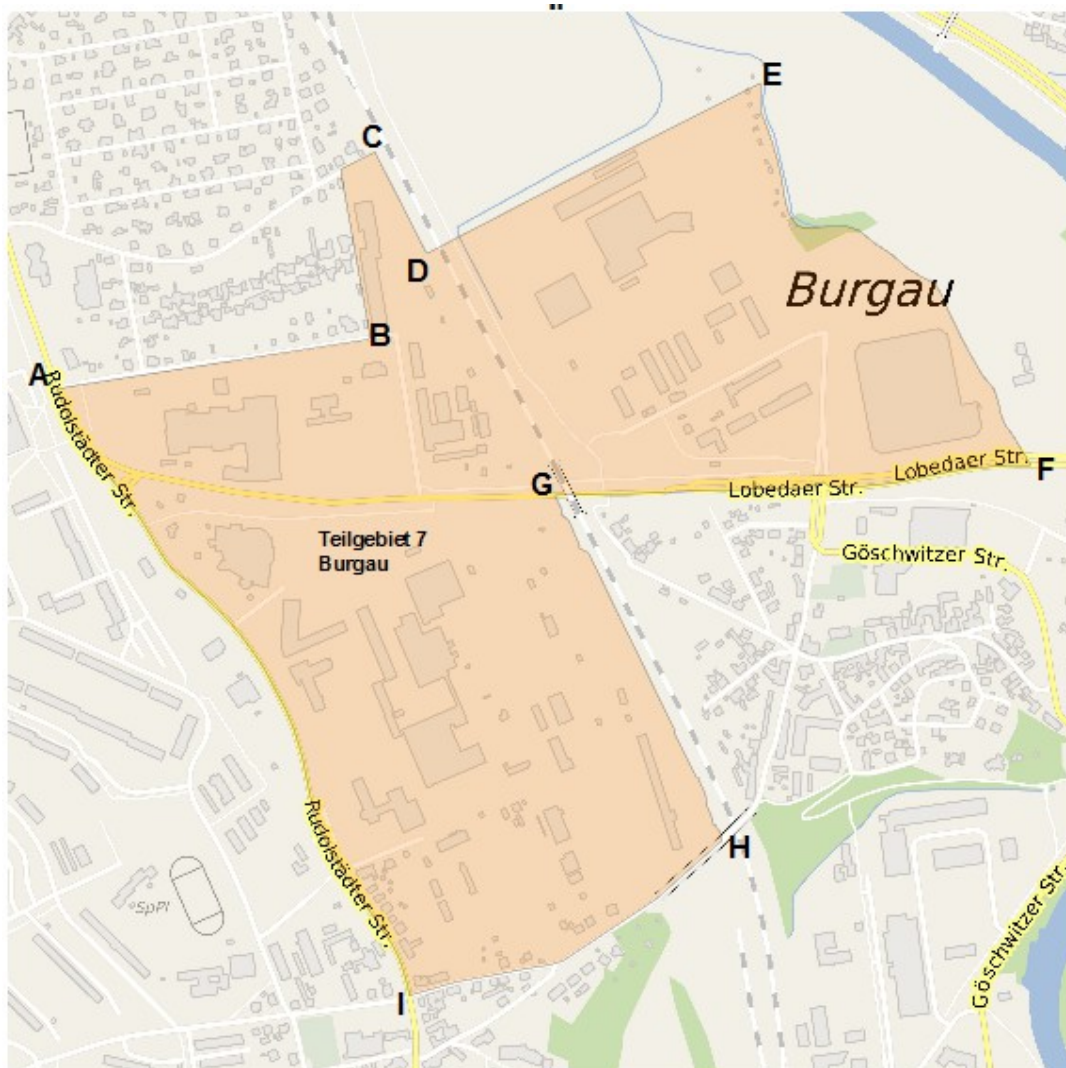 E
C
D
Burgau
B
A
Rudolstädter Str.
F
Lobedaer Str.
G
Lobedaer Str.
Teilgebiet 7
Burgau
Göschwitzer Str.
Rudolstädter Str.
H
SpPl
Göschwitzer Str.
I